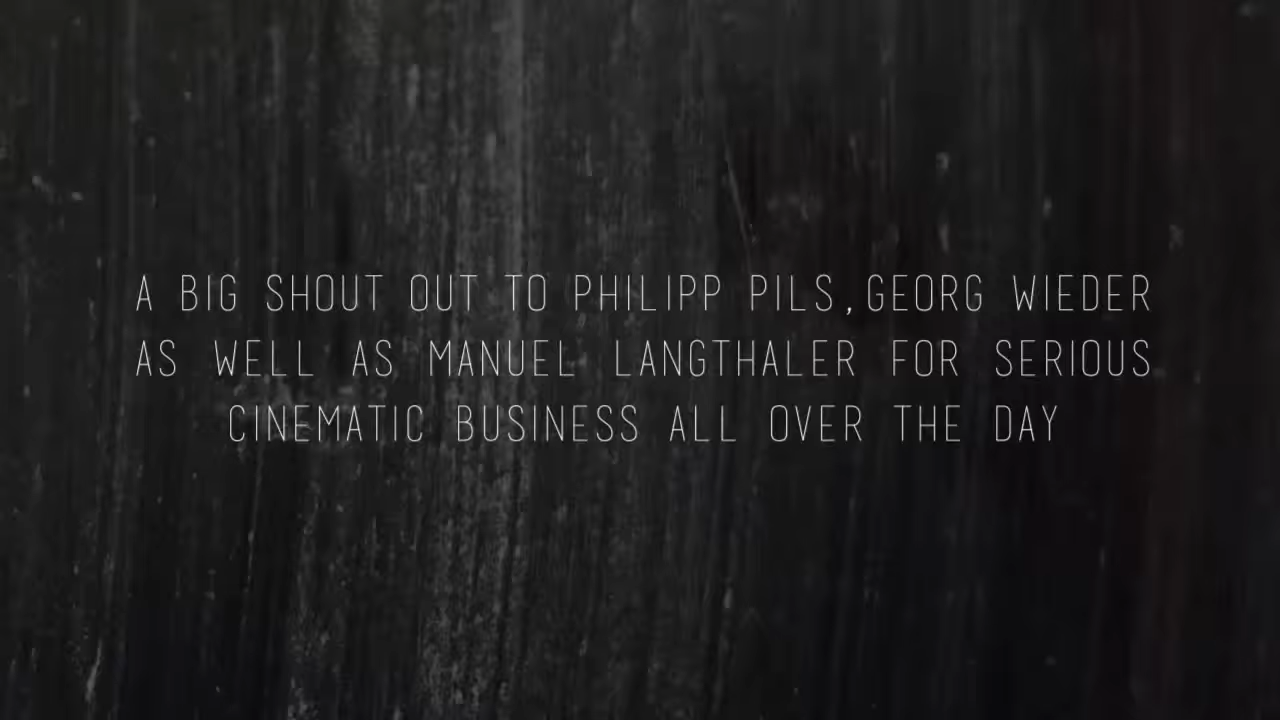 A BIG SHOUT OUT TO PHILIPP PILS,GEORG WIEDER
AS WELL AS MANUEL LANGTHALER FOR SERIOUS
CINEMATIC BUSINESS ALL OVER THE DAY